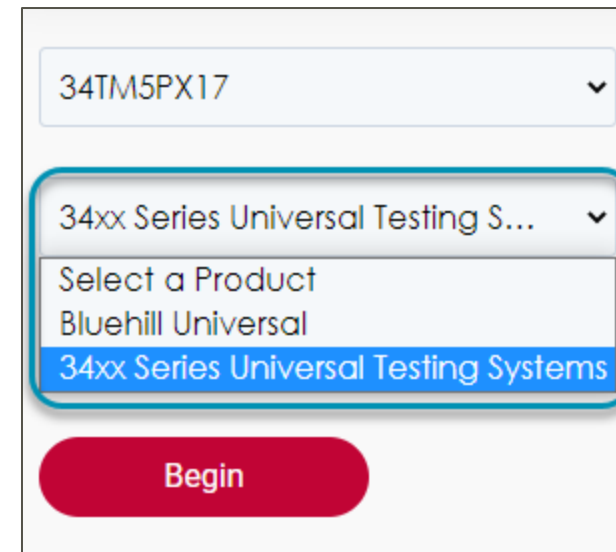 34TM5PX17
34xx Series Universal Testing S...
Select a Product
Bluehill Universal
34xx Series Universal Testing Systems
Begin